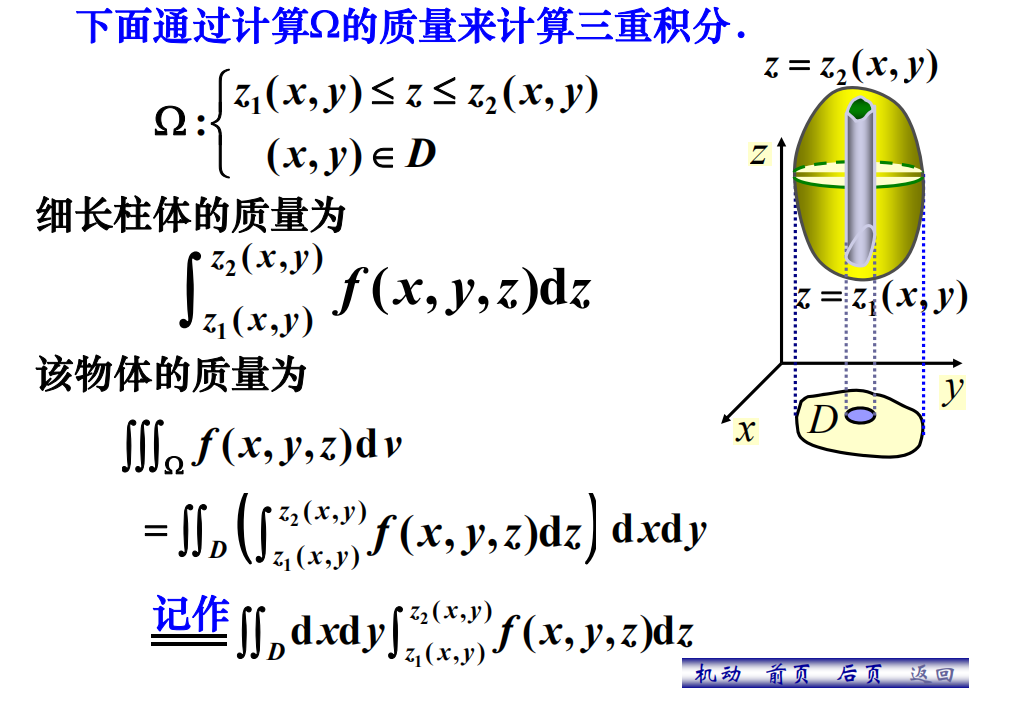 下面通过计算Ω的质量来计算三重积分．
z = z₂(x, y)
Ω : { z₁(x, y) ≤ z ≤ z₂(x, y)
(x, y) ∈ D
z
细长柱体的质量为
∫_{z₁(x,y)}^{z₂(x,y)} f(x, y, z)dz
z = z₁(x, y)
该物体的质量为
y
D
x
∭_Ω f(x, y, z)dv
= ∬_D ( ∫_{z₁(x,y)}^{z₂(x,y)} f(x, y, z)dz ) dxdy
记作 ∬_D dxdy ∫_{z₁(x,y)}^{z₂(x,y)} f(x, y, z)dz
机动 前页 后页 返回